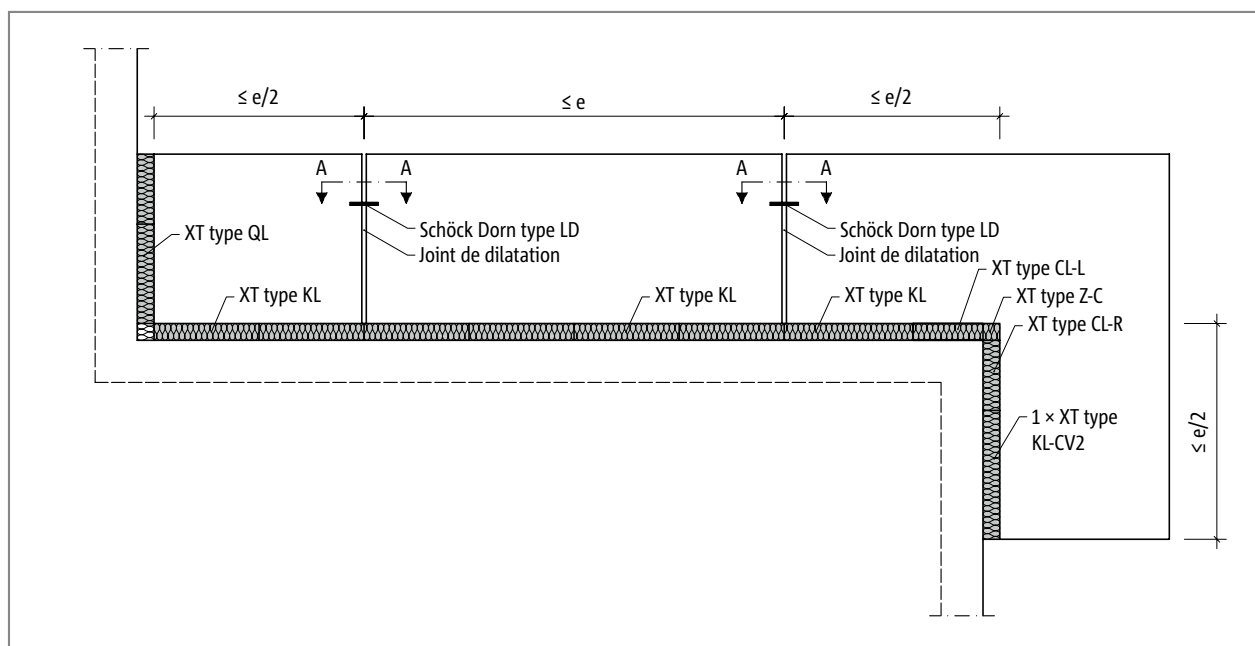 ≤ e/2
≤ e
≤ e/2
A
A
A
A
Schöck Dorn type LD
Joint de dilatation
Schöck Dorn type LD
Joint de dilatation
XT type QL
XT type CL-L
XT type KL
XT type KL
XT type KL
XT type Z-C
XT type CL-R
1 × XT type
KL-CV2
≤ e/2